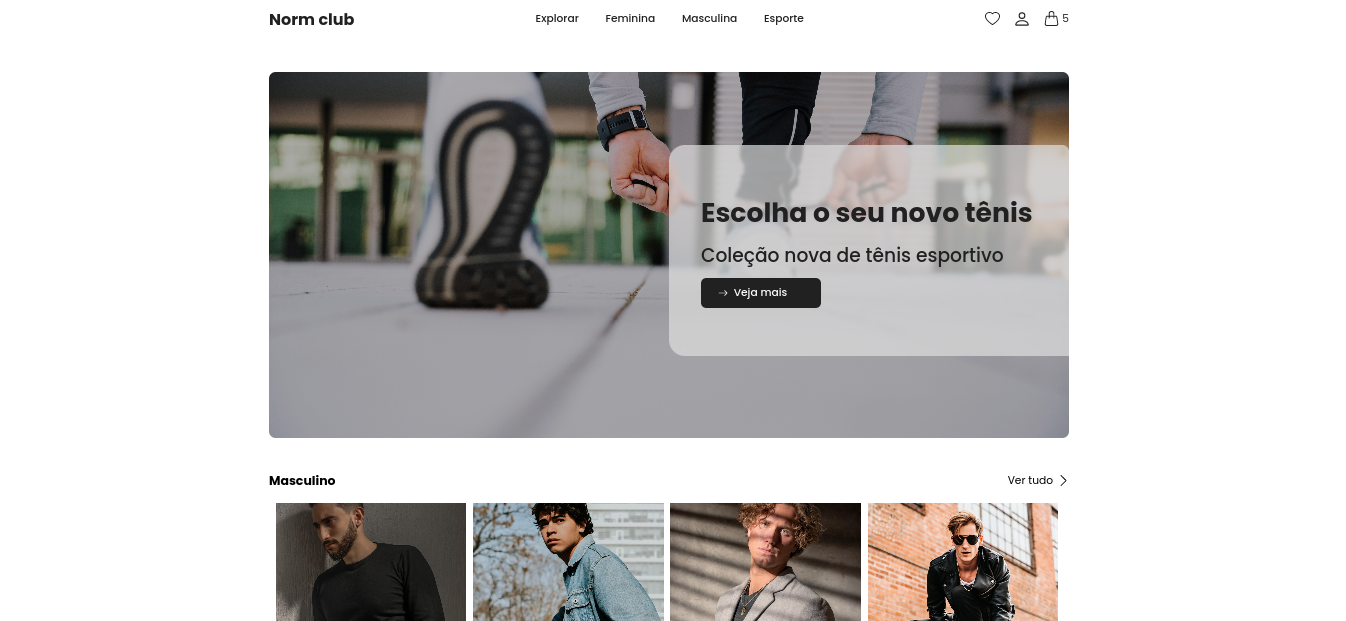 Norm club
Explorar Feminina Masculina Esporte
5
Escolha o seu novo tênis
Coleção nova de tênis esportivo
→ Veja mais
Masculino
Ver tudo